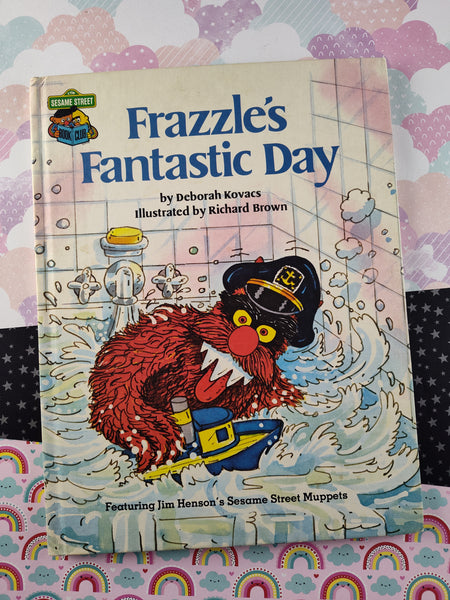 SESAME STREET
BOOK CLUB
Frazzle's
Fantastic Day
by Deborah Kovacs
Illustrated by Richard Brown
Featuring Jim Henson's Sesame Street Muppets